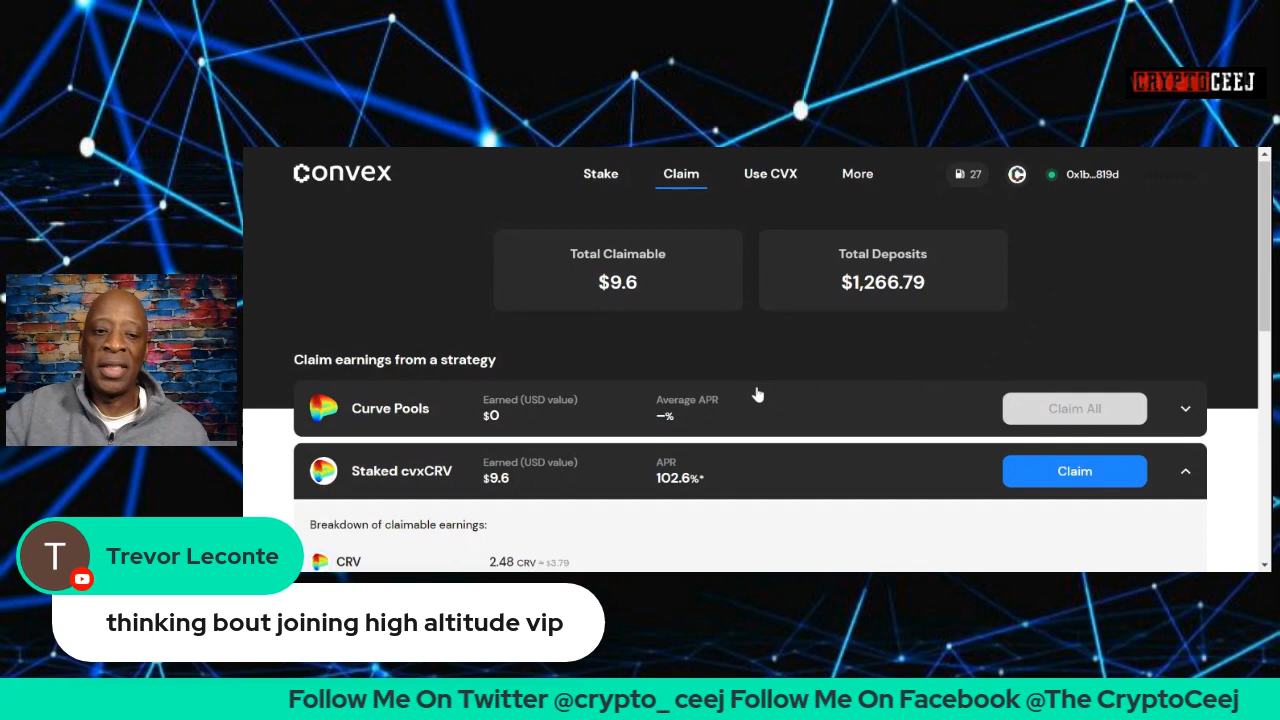 CRYPTOCEEJ
Convex
Stake Claim Use CVX More 27 0x1b...819d
Total Claimable
$9.6
Total Deposits
$1,266.79
Claim earnings from a strategy
Curve Pools
Earned (USD value)
$0
Average APR
—%
Claim All
Staked cvxCRV
Earned (USD value)
$9.6
APR
102.6%*
Claim
Breakdown of claimable earnings:
CRV 2.48 CRV ≈ $3.79
T
Trevor Leconte
thinking bout joining high altitude vip
Follow Me On Twitter @crypto_ceej Follow Me On Facebook @The CryptoCeej